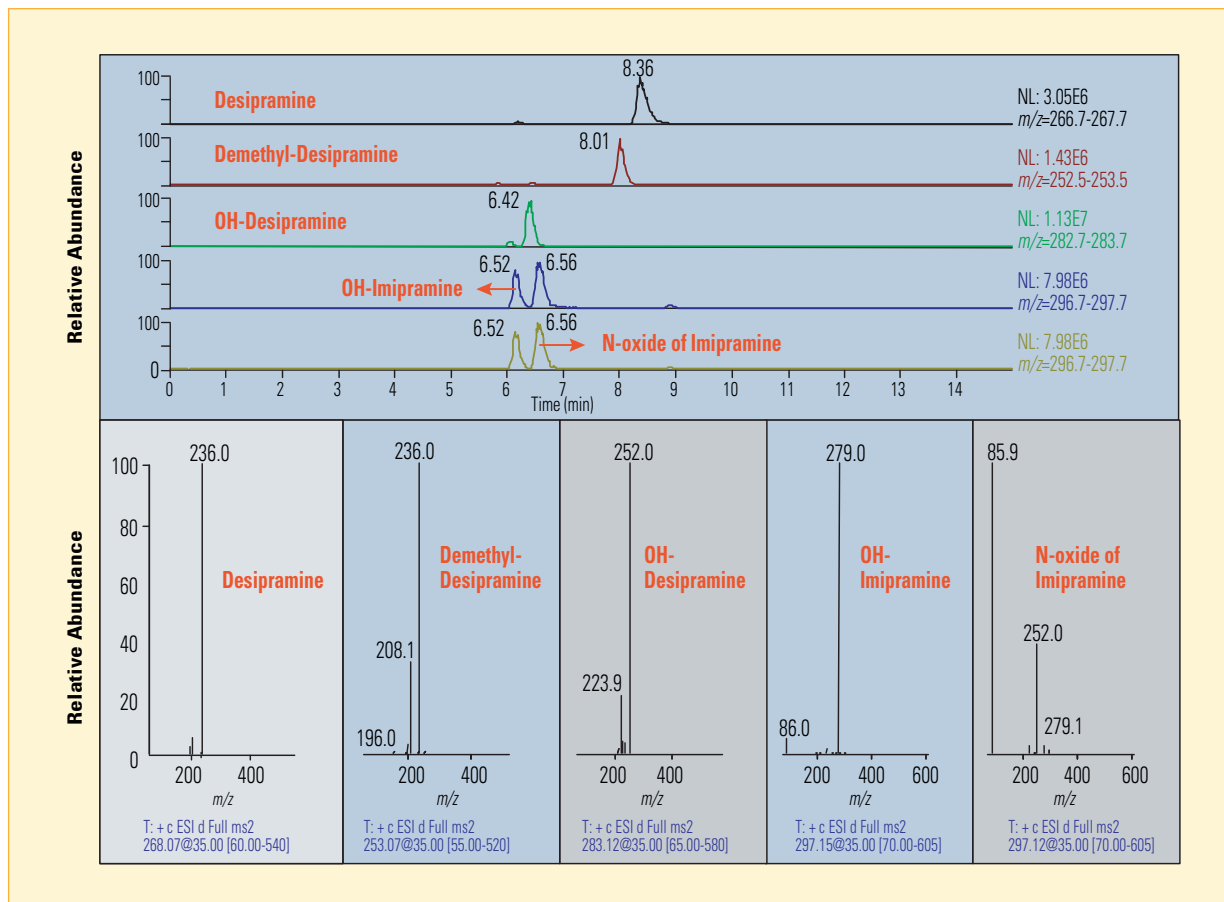 Relative Abundance
100
Desipramine
8.36
NL: 3.05E6
m/z=266.7-267.7
100
Demethyl-Desipramine
8.01
NL: 1.43E6
m/z=252.5-253.5
100
OH-Desipramine
6.42
NL: 1.13E7
m/z=282.7-283.7
100
OH-Imipramine
6.52
6.56
NL: 7.98E6
m/z=296.7-297.7
100
6.52
6.56
N-oxide of Imipramine
NL: 7.98E6
m/z=296.7-297.7
0
0 1 2 3 4 5 6 7 8 9 10 11 12 13 14
Time (min)
Relative Abundance
100
80
60
40
20
0
236.0
Desipramine
200 400
m/z
T: + c ESI d Full ms2
268.07@35.00 [60.00-540]
236.0
Demethyl-
Desipramine
208.1
196.0
200 400
m/z
T: + c ESI d Full ms2
253.07@35.00 [55.00-520]
252.0
OH-
Desipramine
223.9
200 400
m/z
T: + c ESI d Full ms2
283.12@35.00 [65.00-580]
279.0
OH-
Imipramine
86.0
200 400 600
m/z
T: + c ESI d Full ms2
297.15@35.00 [70.00-605]
85.9
N-oxide of
Imipramine
252.0
279.1
200 400 600
m/z
T: + c ESI d Full ms2
297.12@35.00 [70.00-605]